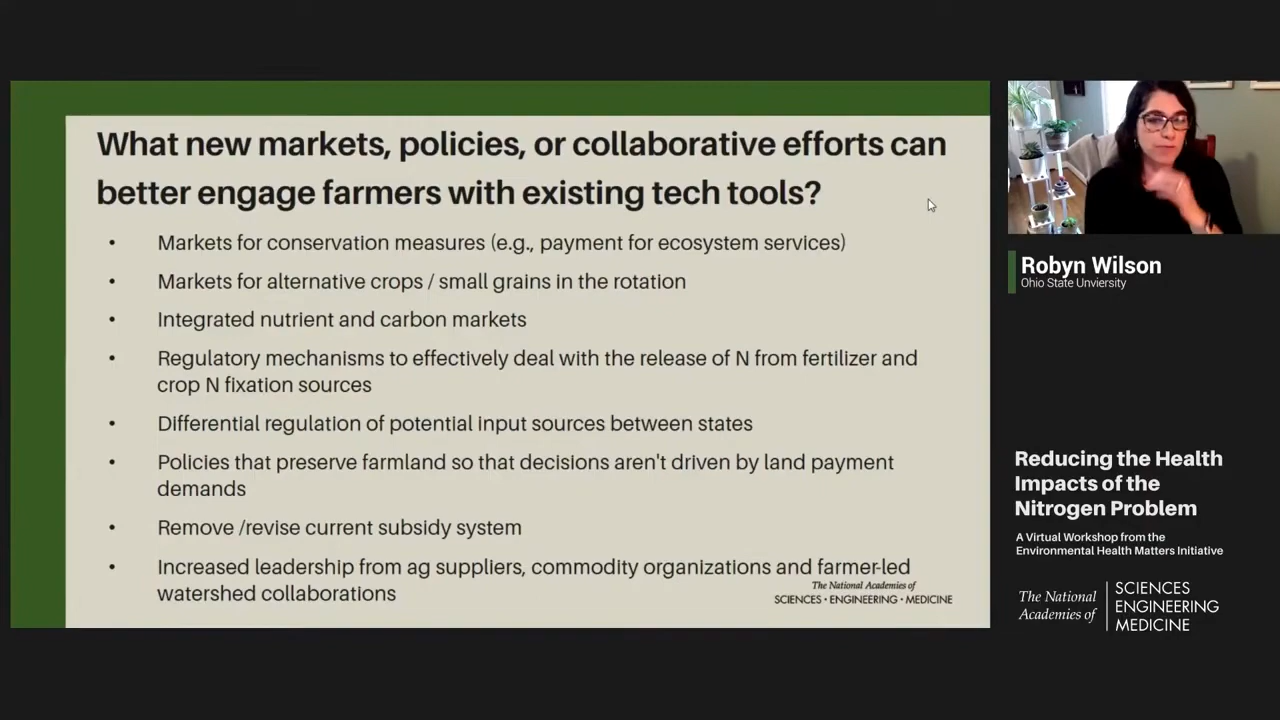 What new markets, policies, or collaborative efforts can
better engage farmers with existing tech tools?
• Markets for conservation measures (e.g., payment for ecosystem services)
• Markets for alternative crops / small grains in the rotation
• Integrated nutrient and carbon markets
• Regulatory mechanisms to effectively deal with the release of N from fertilizer and
crop N fixation sources
• Differential regulation of potential input sources between states
• Policies that preserve farmland so that decisions aren't driven by land payment
demands
• Remove /revise current subsidy system
• Increased leadership from ag suppliers, commodity organizations and farmer-led
watershed collaborations
The National Academies of
SCIENCES • ENGINEERING • MEDICINE
Robyn Wilson
Ohio State Unviersity
Reducing the Health
Impacts of the
Nitrogen Problem
A Virtual Workshop from the
Environmental Health Matters Initiative
The National
Academies of
SCIENCES
ENGINEERING
MEDICINE